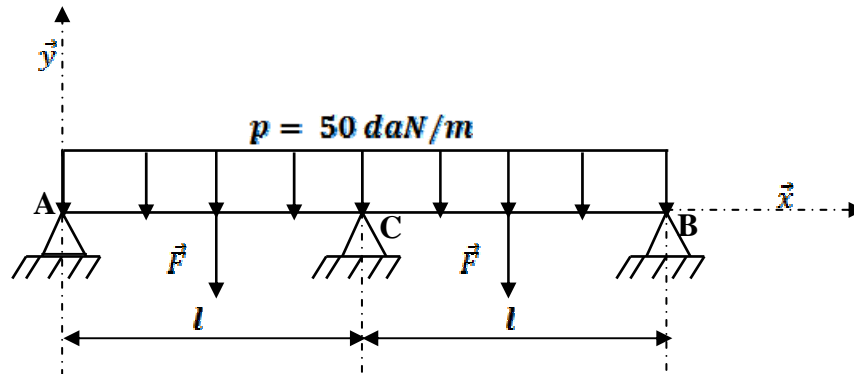 y⃗
p = 50 daN/m
A
C
B
x⃗
F⃗
F⃗
l
l